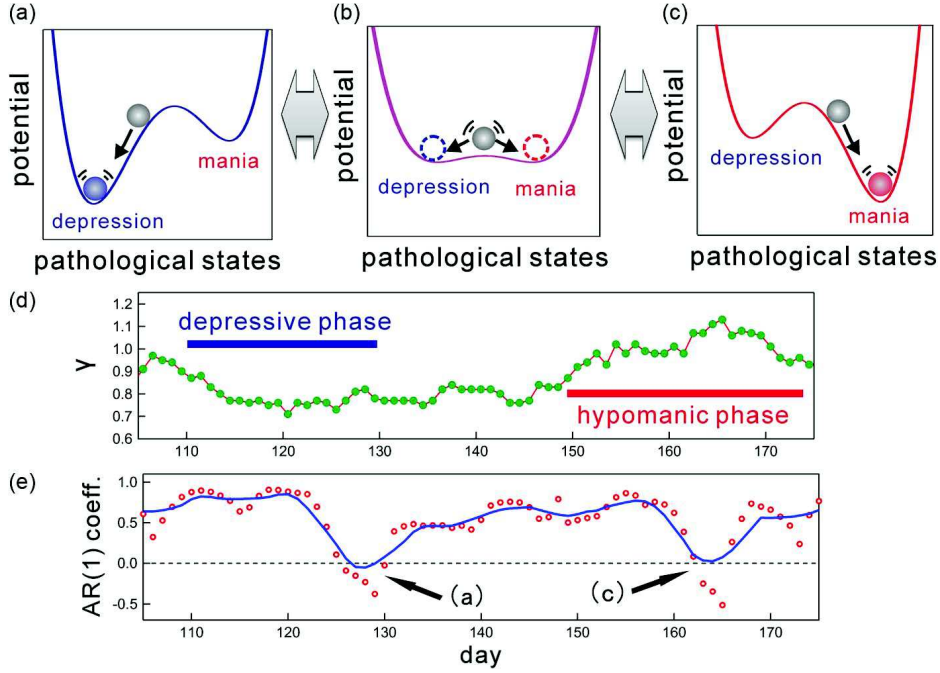 (a)
potential
mania
depression
pathological states
(b)
potential
depression
mania
pathological states
(c)
potential
depression
mania
pathological states
(d)
1.2
1.1
1.0
0.9
0.8
0.7
0.6
γ
depressive phase
hypomanic phase
110 120 130 140 150 160 170
(e)
1.0
0.5
0.0
-0.5
AR(1) coeff.
(a)
(c)
110 120 130 140 150 160 170
day